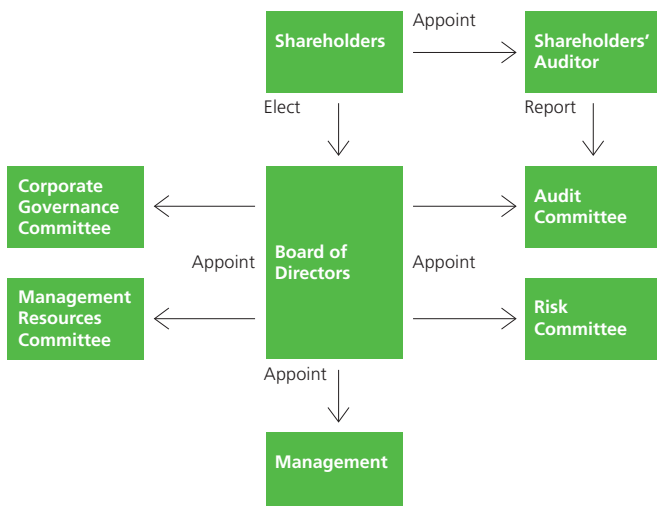 Shareholders
Appoint
Shareholders’
Auditor
Elect
Report
Corporate
Governance
Committee
Board of
Directors
Audit
Committee
Appoint
Appoint
Management
Resources
Committee
Risk
Committee
Appoint
Management